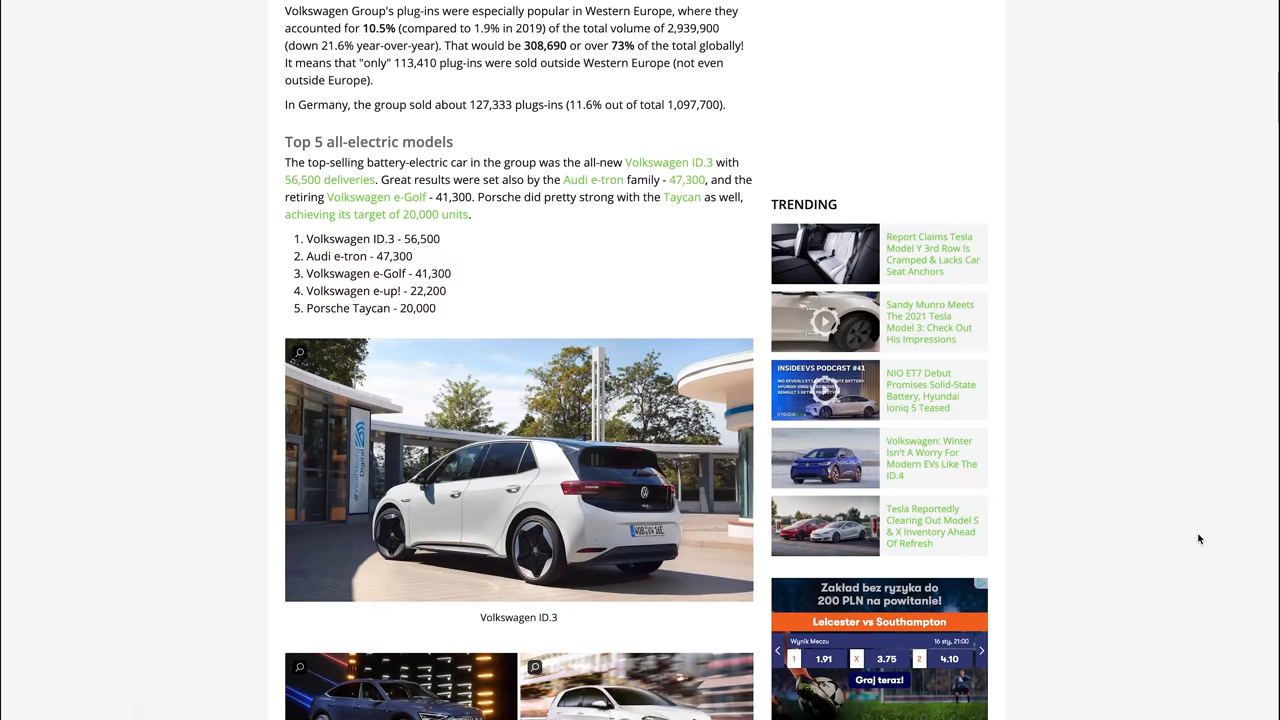 Volkswagen Group's plug-ins were especially popular in Western Europe, where they
accounted for 10.5% (compared to 1.9% in 2019) of the total volume of 2,939,900
(down 21.6% year-over-year). That would be 308,690 or over 73% of the total globally!
It means that "only" 113,410 plug-ins were sold outside Western Europe (not even
outside Europe).
In Germany, the group sold about 127,333 plugs-ins (11.6% out of total 1,097,700).
Top 5 all-electric models
The top-selling battery-electric car in the group was the all-new Volkswagen ID.3 with
56,500 deliveries. Great results were set also by the Audi e-tron family - 47,300, and the
retiring Volkswagen e-Golf - 41,300. Porsche did pretty strong with the Taycan as well,
achieving its target of 20,000 units.
1. Volkswagen ID.3 - 56,500
2. Audi e-tron - 47,300
3. Volkswagen e-Golf - 41,300
4. Volkswagen e-up! - 22,200
5. Porsche Taycan - 20,000
Volkswagen ID.3
TRENDING
Report Claims Tesla
Model Y 3rd Row Is
Cramped & Lacks Car
Seat Anchors
Sandy Munro Meets
The 2021 Tesla
Model 3: Check Out
His Impressions
INSIDEEVS PODCAST #41
NIO ET7 Debut
Promises Solid-State
Battery, Hyundai
Ioniq 5 Teased
Volkswagen: Winter
Isn't A Worry For
Modern EVs Like The
ID.4
Tesla Reportedly
Clearing Out Model S
& X Inventory Ahead
Of Refresh
Zakład bez ryzyka do
200 PLN na powitanie!
Leicester vs Southampton
Wynik Meczu 16 sty, 21:00
1 1.91 X 3.75 2 4.10
Graj teraz!